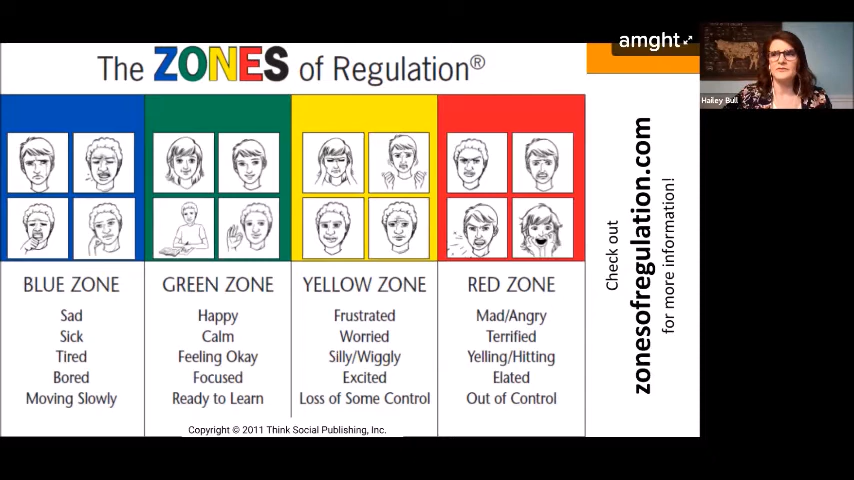 The ZONES of Regulation®
BLUE ZONE
Sad
Sick
Tired
Bored
Moving Slowly
GREEN ZONE
Happy
Calm
Feeling Okay
Focused
Ready to Learn
YELLOW ZONE
Frustrated
Worried
Silly/Wiggly
Excited
Loss of Some Control
RED ZONE
Mad/Angry
Terrified
Yelling/Hitting
Elated
Out of Control
Copyright © 2011 Think Social Publishing, Inc.
Check out
zonesofregulation.com
for more information!
amght
Hailey Bull